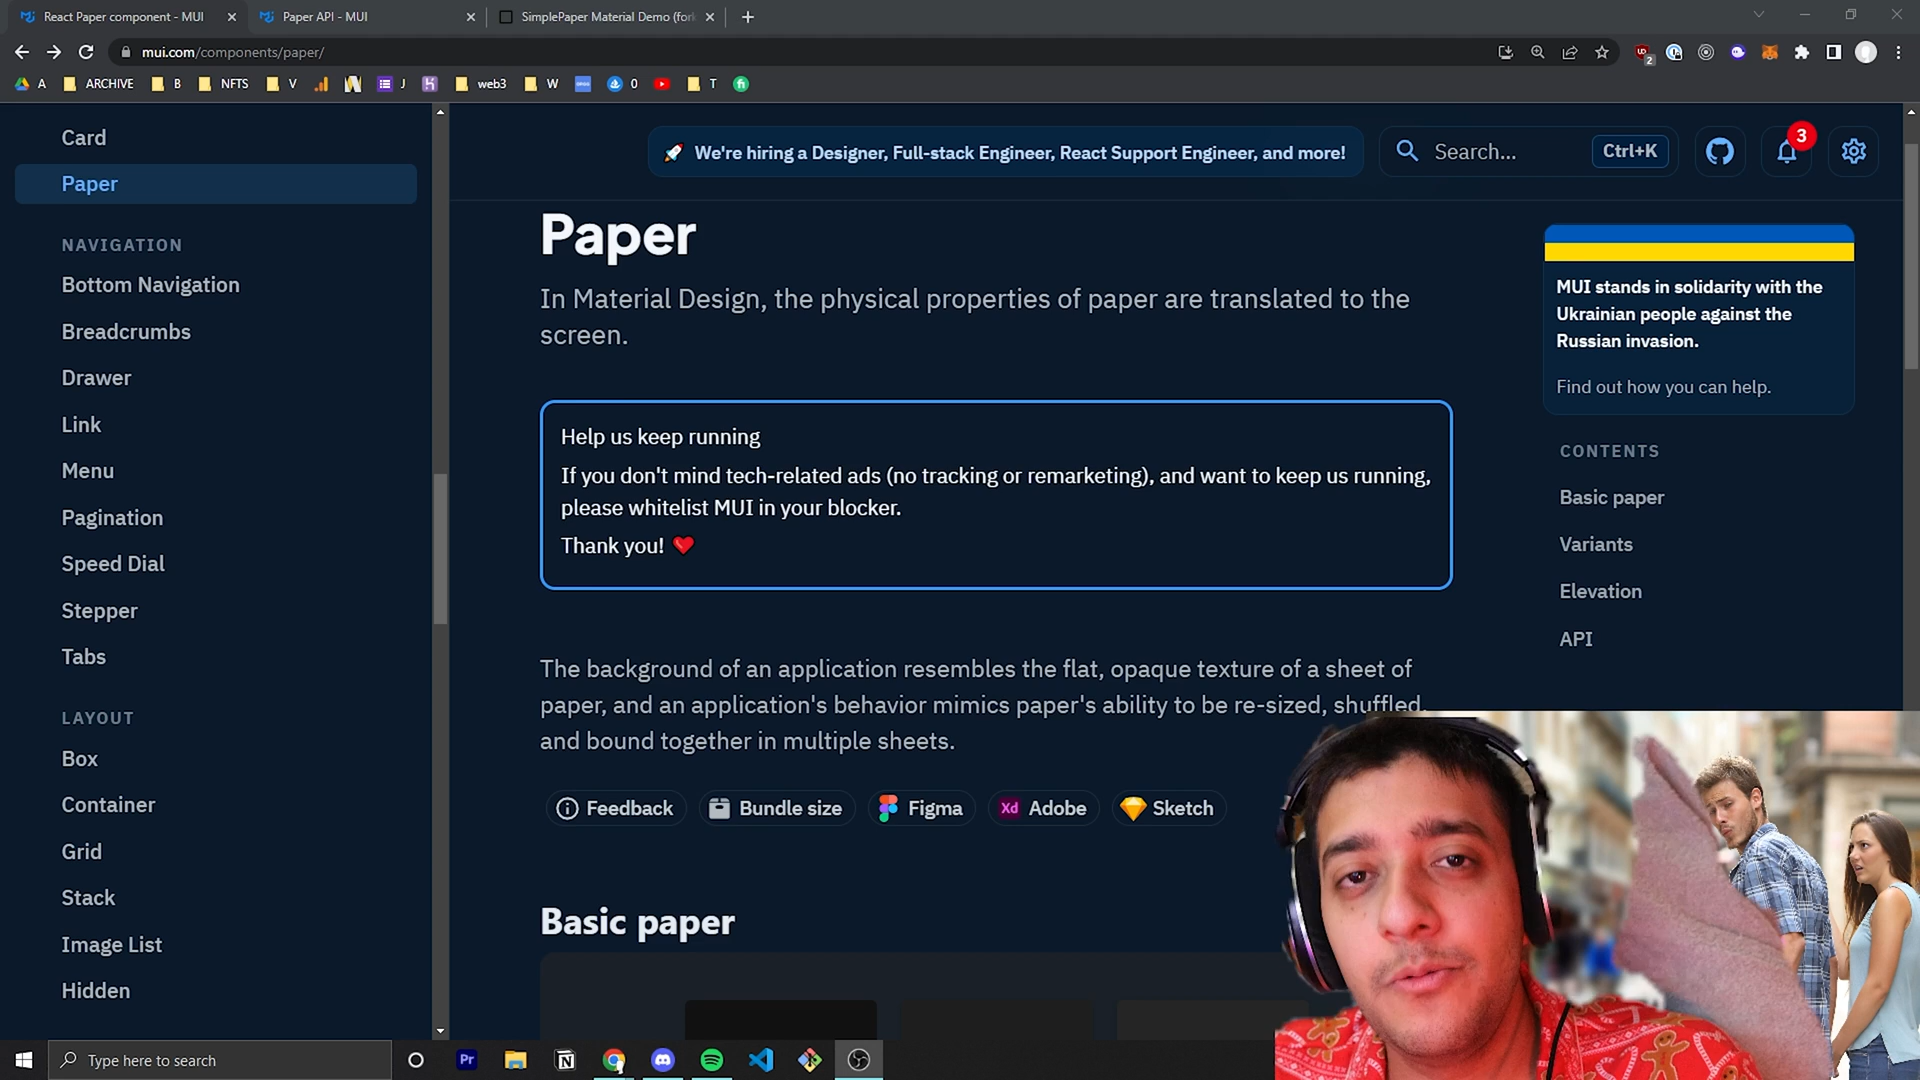 React Paper component - MUI
Paper API - MUI
SimplePaper Material Demo (for
mui.com/components/paper/
2
A
ARCHIVE
B
NFTS
V
J
web3
W
0
T
Card
Paper
NAVIGATION
Bottom Navigation
Breadcrumbs
Drawer
Link
Menu
Pagination
Speed Dial
Stepper
Tabs
LAYOUT
Box
Container
Grid
Stack
Image List
Hidden
🚀 We're hiring a Designer, Full-stack Engineer, React Support Engineer, and more!
Search...
Ctrl+K
3
Paper
In Material Design, the physical properties of paper are translated to the
screen.
Help us keep running
If you don't mind tech-related ads (no tracking or remarketing), and want to keep us running,
please whitelist MUI in your blocker.
Thank you! ❤️
The background of an application resembles the flat, opaque texture of a sheet of
paper, and an application's behavior mimics paper's ability to be re-sized, shuffled,
and bound together in multiple sheets.
Feedback
Bundle size
Figma
Xd Adobe
Sketch
Basic paper
MUI stands in solidarity with the
Ukrainian people against the
Russian invasion.
Find out how you can help.
CONTENTS
Basic paper
Variants
Elevation
API
Type here to search
Pr